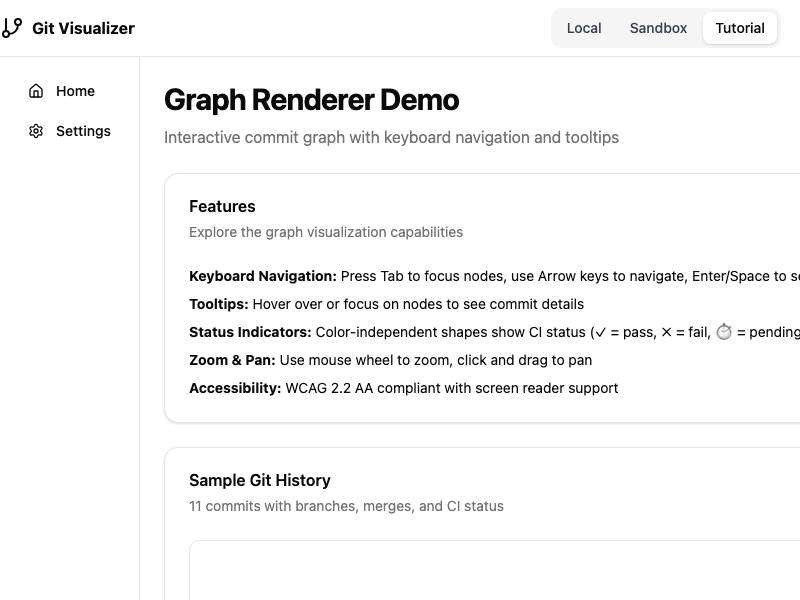 Git Visualizer
Local
Sandbox
Tutorial
Home
Settings
Graph Renderer Demo
Interactive commit graph with keyboard navigation and tooltips
Features
Explore the graph visualization capabilities
Keyboard Navigation: Press Tab to focus nodes, use Arrow keys to navigate, Enter/Space to
Tooltips: Hover over or focus on nodes to see commit details
Status Indicators: Color-independent shapes show CI status (✓ = pass, ✕ = fail, ⏱ = pending
Zoom & Pan: Use mouse wheel to zoom, click and drag to pan
Accessibility: WCAG 2.2 AA compliant with screen reader support
Sample Git History
11 commits with branches, merges, and CI status